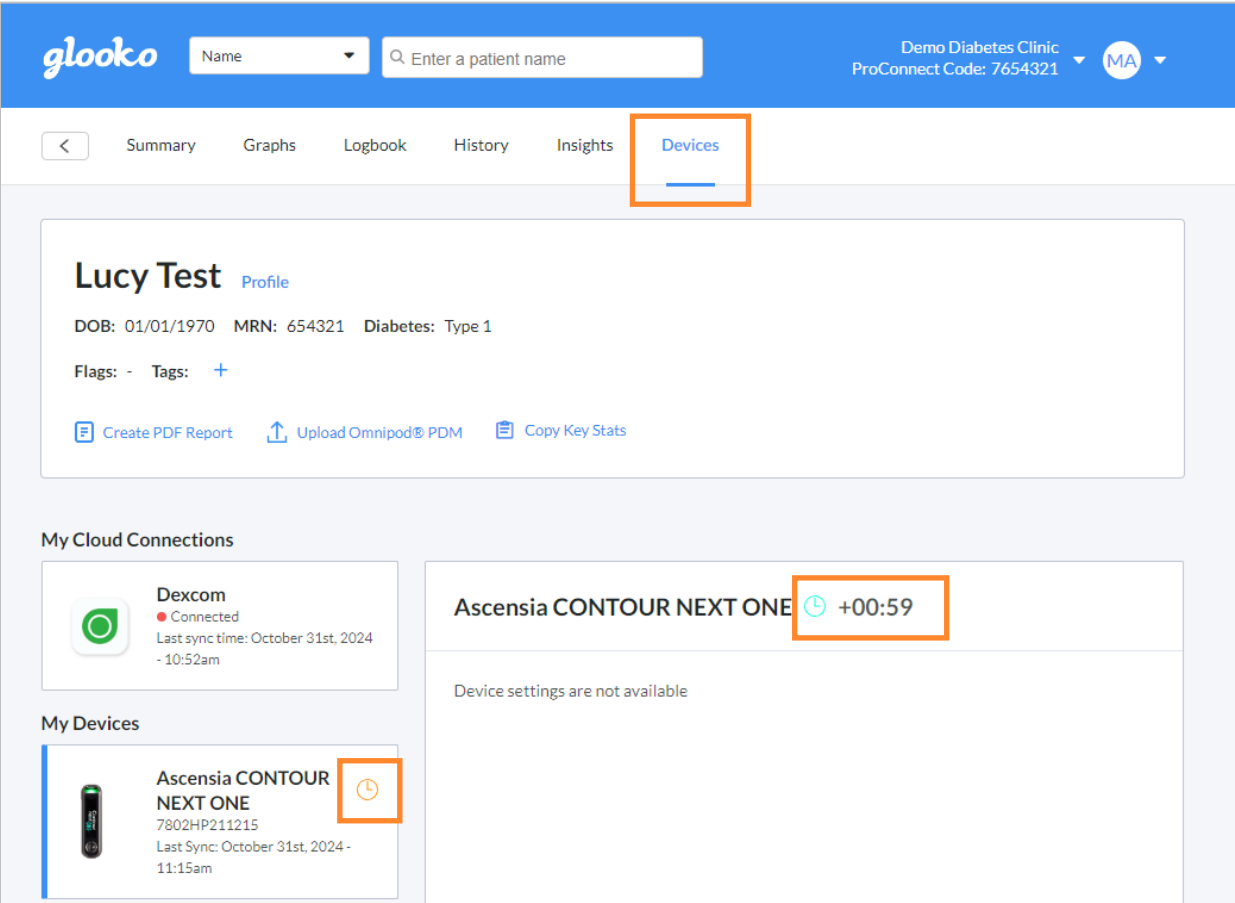 glooko
Name
Enter a patient name
Demo Diabetes Clinic
ProConnect Code: 7654321
MA
Summary
Graphs
Logbook
History
Insights
Devices
Lucy Test
Profile
DOB: 01/01/1970 MRN: 654321 Diabetes: Type 1
Flags: - Tags: +
Create PDF Report
Upload Omnipod® PDM
Copy Key Stats
My Cloud Connections
Dexcom
Connected
Last sync time: October 31st, 2024
- 10:52am
My Devices
Ascensia CONTOUR
NEXT ONE
7802HP211215
Last Sync: October 31st, 2024 -
11:15am
Ascensia CONTOUR NEXT ONE +00:59
Device settings are not available